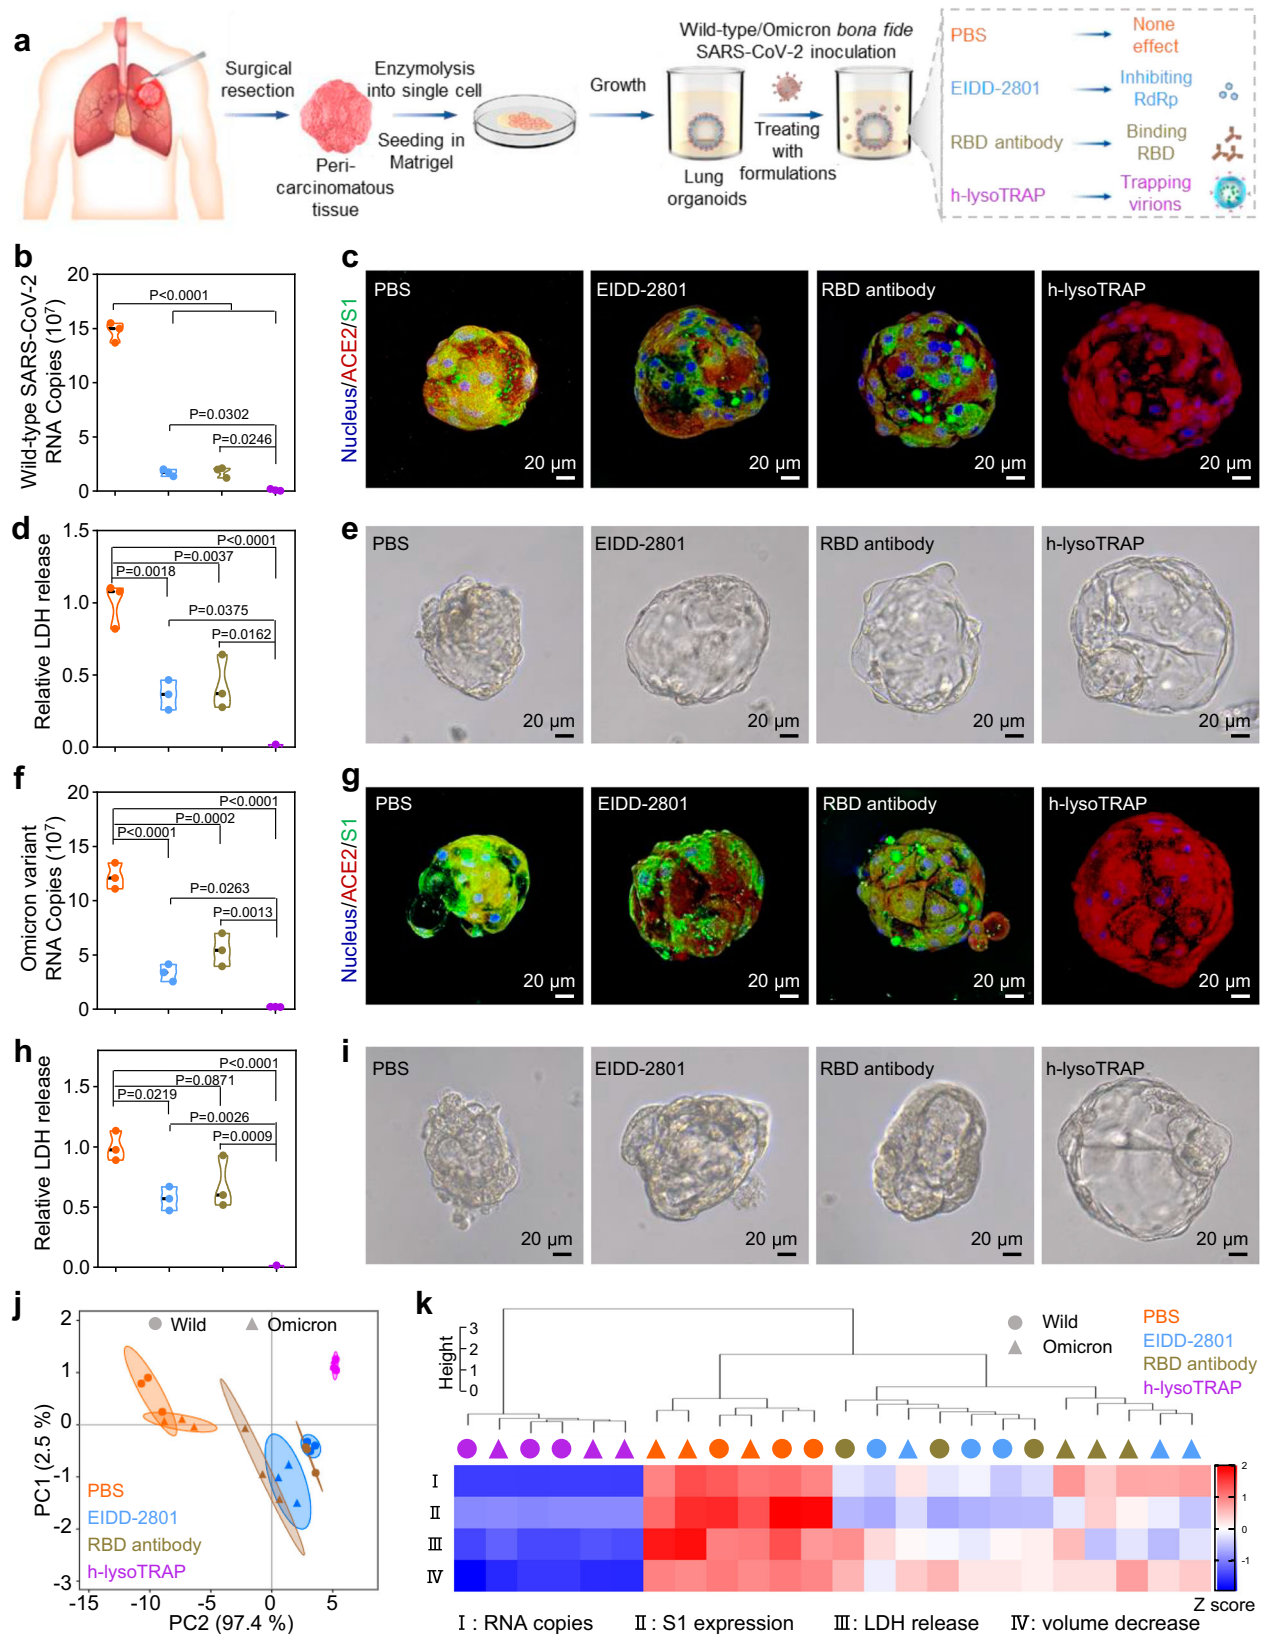 a
Surgical
resection
Peri-
carcinomatous
tissue
Enzymolysis
into single cell
Seeding in
Matrigel
Growth
Wild-type/Omicron bona fide
SARS-CoV-2 inoculation
Treating
with
formulations
Lung
organoids
PBS
None
effect
EIDD-2801
Inhibiting
RdRp
RBD antibody
Binding
RBD
h-lysoTRAP
Trapping
virions
b
Wild-type SARS-CoV-2
RNA Copies (10⁷)
20
15
10
5
0
P<0.0001
P=0.0302
P=0.0246
c
Nucleus/ACE2/S1
PBS
20 µm
EIDD-2801
20 µm
RBD antibody
20 µm
h-lysoTRAP
20 µm
d
Relative LDH release
1.5
1.0
0.5
0.0
P<0.0001
P=0.0037
P=0.0018
P=0.0375
P=0.0162
e
PBS
20 µm
EIDD-2801
20 µm
RBD antibody
20 µm
h-lysoTRAP
20 µm
f
Omicron variant
RNA Copies (10⁷)
20
15
10
5
0
P<0.0001
P=0.0002
P<0.0001
P=0.0263
P=0.0013
g
Nucleus/ACE2/S1
PBS
20 µm
EIDD-2801
20 µm
RBD antibody
20 µm
h-lysoTRAP
20 µm
h
Relative LDH release
1.5
1.0
0.5
0.0
P<0.0001
P=0.0871
P=0.0219
P=0.0026
P=0.0009
i
PBS
20 µm
EIDD-2801
20 µm
RBD antibody
20 µm
h-lysoTRAP
20 µm
j
Wild
Omicron
PC1 (2.5 %)
2
1
0
-1
-2
-3
PBS
EIDD-2801
RBD antibody
h-lysoTRAP
-15
-10
-5
0
5
PC2 (97.4 %)
k
Height
3
2
1
0
Wild
Omicron
PBS
EIDD-2801
RBD antibody
h-lysoTRAP
Ⅰ
Ⅱ
Ⅲ
Ⅳ
2
1
0
-1
Z score
Ⅰ : RNA copies
Ⅱ : S1 expression
Ⅲ: LDH release
Ⅳ: volume decrease